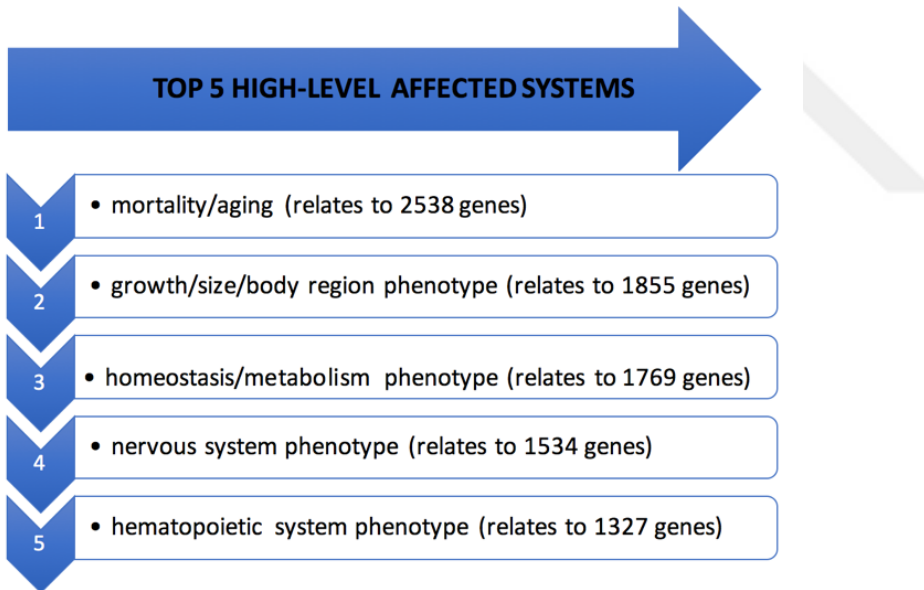 TOP 5 HIGH-LEVEL AFFECTED SYSTEMS
1
• mortality/aging (relates to 2538 genes)
2
• growth/size/body region phenotype (relates to 1855 genes)
3
• homeostasis/metabolism phenotype (relates to 1769 genes)
4
• nervous system phenotype (relates to 1534 genes)
5
• hematopoietic system phenotype (relates to 1327 genes)